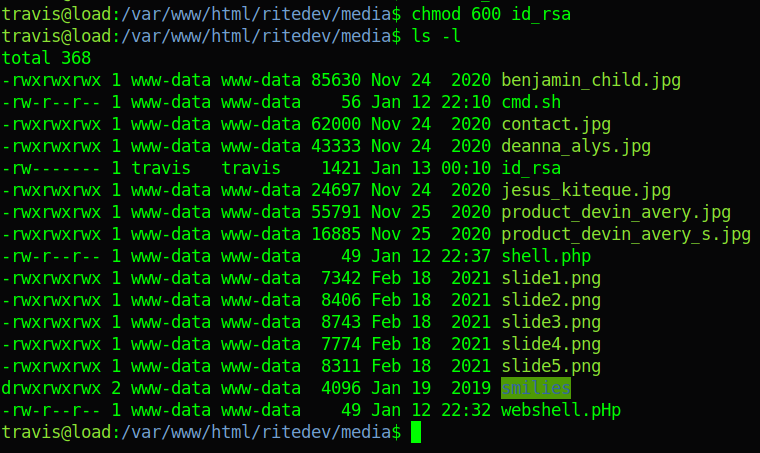 travis@load:/var/www/html/ritedev/media$ chmod 600 id_rsa
travis@load:/var/www/html/ritedev/media$ ls -l
total 368
-rwxrwxrwx 1 www-data www-data 85630 Nov 24  2020 benjamin_child.jpg
-rw-r--r-- 1 www-data www-data    56 Jan 12 22:10 cmd.sh
-rwxrwxrwx 1 www-data www-data 62000 Nov 24  2020 contact.jpg
-rwxrwxrwx 1 www-data www-data 43333 Nov 24  2020 deanna_alys.jpg
-rw------- 1 travis   travis    1421 Jan 13 00:10 id_rsa
-rwxrwxrwx 1 www-data www-data 24697 Nov 24  2020 jesus_kiteque.jpg
-rwxrwxrwx 1 www-data www-data 55791 Nov 25  2020 product_devin_avery.jpg
-rwxrwxrwx 1 www-data www-data 16885 Nov 25  2020 product_devin_avery_s.jpg
-rw-r--r-- 1 www-data www-data    49 Jan 12 22:37 shell.php
-rwxrwxrwx 1 www-data www-data  7342 Feb 18  2021 slide1.png
-rwxrwxrwx 1 www-data www-data  8406 Feb 18  2021 slide2.png
-rwxrwxrwx 1 www-data www-data  8743 Feb 18  2021 slide3.png
-rwxrwxrwx 1 www-data www-data  7774 Feb 18  2021 slide4.png
-rwxrwxrwx 1 www-data www-data  8311 Feb 18  2021 slide5.png
drwxrwxrwx 2 www-data www-data  4096 Jan 19  2019 smilies
-rw-r--r-- 1 www-data www-data    49 Jan 12 22:32 webshell.pHp
travis@load:/var/www/html/ritedev/media$